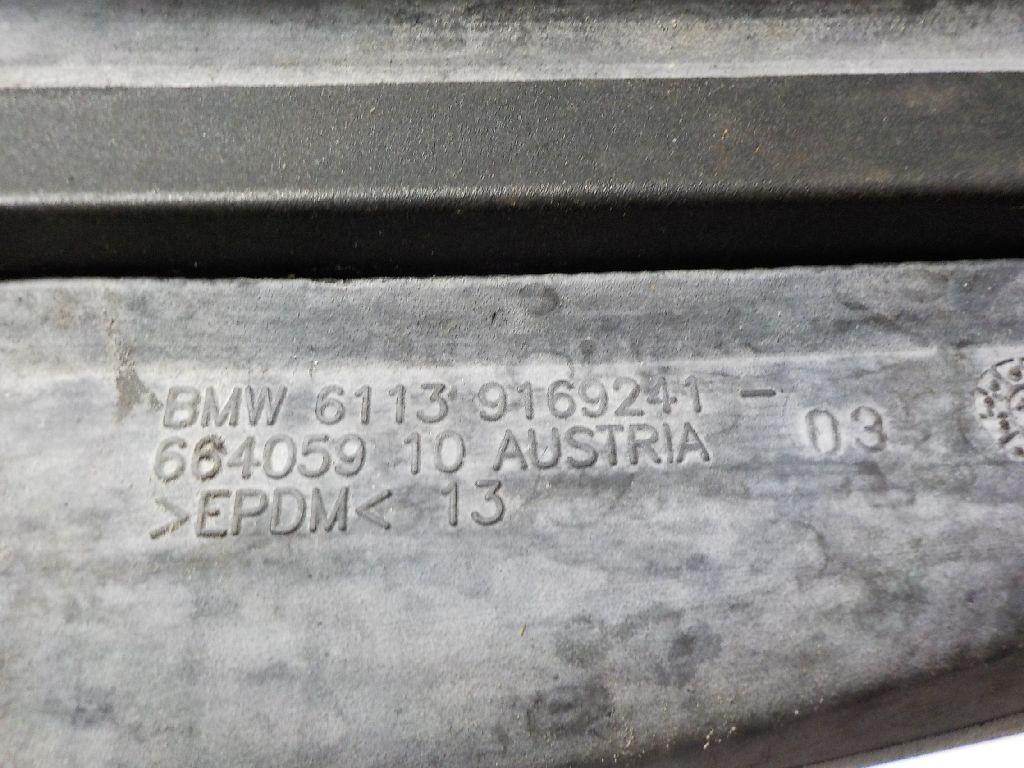 BMW 6113 9169241 - 03
664059 10 AUSTRIA
>EPDM< 13